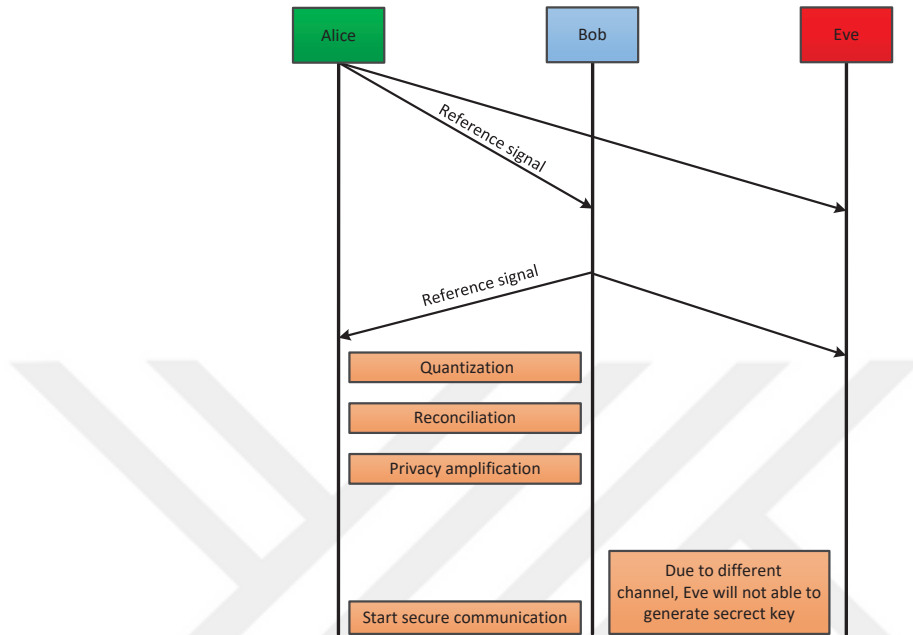 Alice
Bob
Eve
Reference signal
Reference signal
Quantization
Reconciliation
Privacy amplification
Due to different
channel, Eve will not able to
generate secrect key
Start secure communication